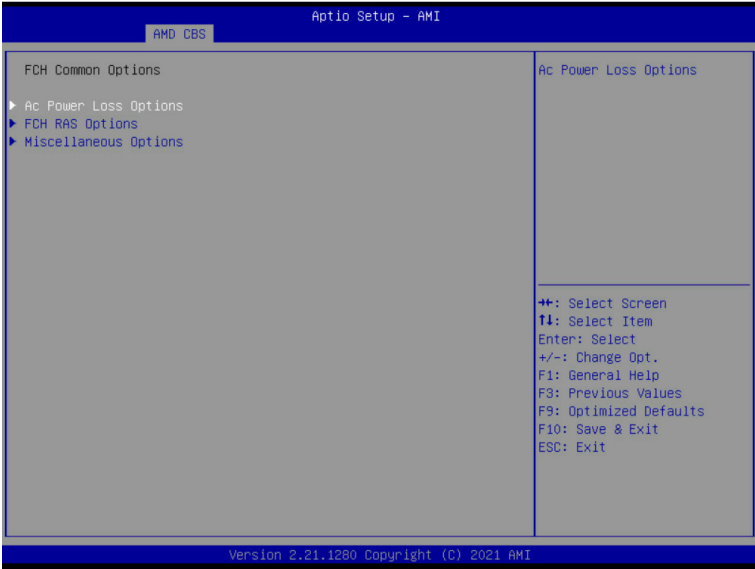 Aptio Setup – AMI
AMD CBS
FCH Common Options
Ac Power Loss Options
FCH RAS Options
Miscellaneous Options
Ac Power Loss Options
→←: Select Screen
↑↓: Select Item
Enter: Select
+/-: Change Opt.
F1: General Help
F3: Previous Values
F9: Optimized Defaults
F10: Save & Exit
ESC: Exit
Version 2.21.1280 Copyright (C) 2021 AMI